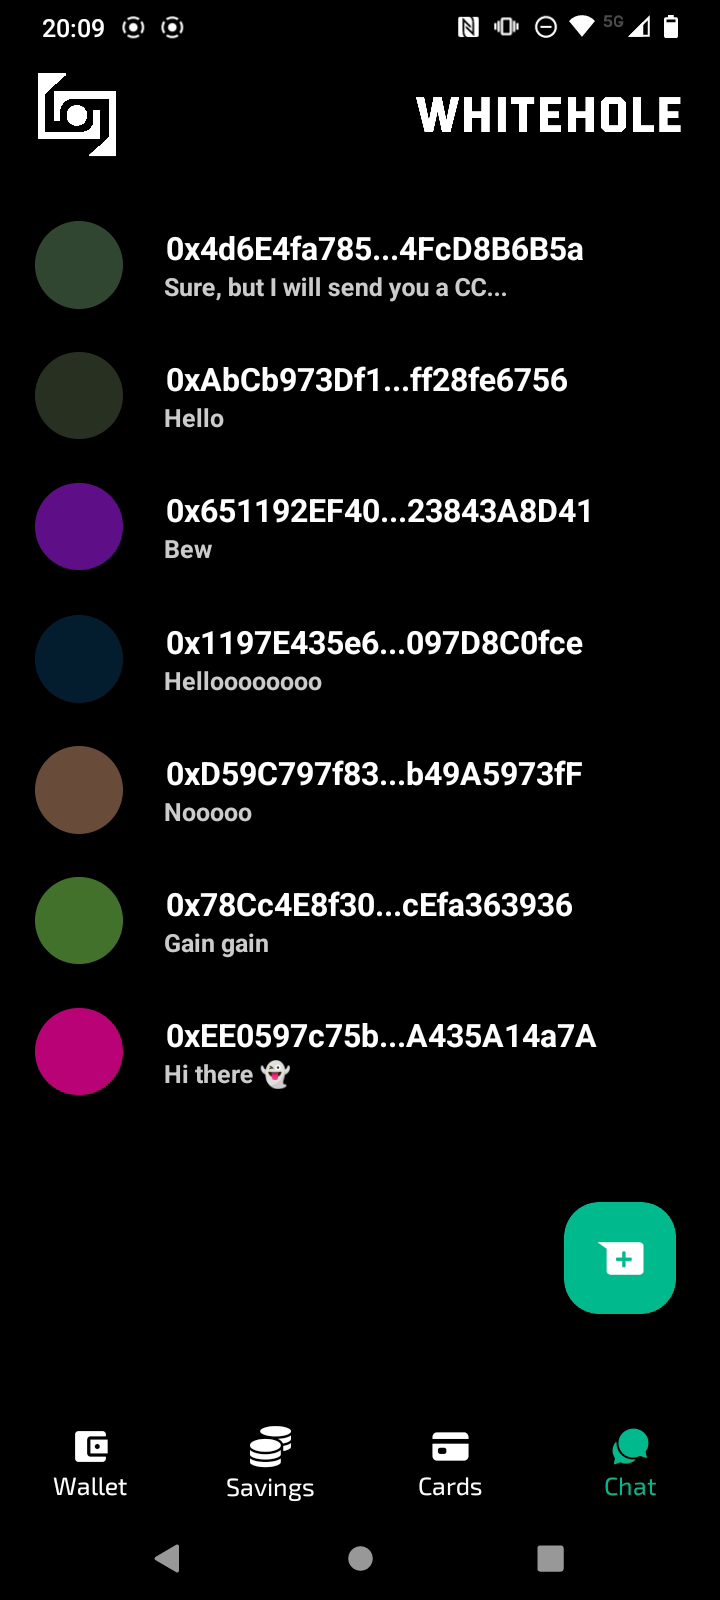 20:09
5G
WHITEHOLE
0x4d6E4fa785...4FcD8B6B5a
Sure, but I will send you a CC...
0xAbCb973Df1...ff28fe6756
Hello
0x651192EF40...23843A8D41
Bew
0x1197E435e6...097D8C0fce
Helloooooooo
0xD59C797f83...b49A5973fF
Nooooo
0x78Cc4E8f30...cEfa363936
Gain gain
0xEE0597c75b...A435A14a7A
Hi there 👻
Wallet
Savings
Cards
Chat